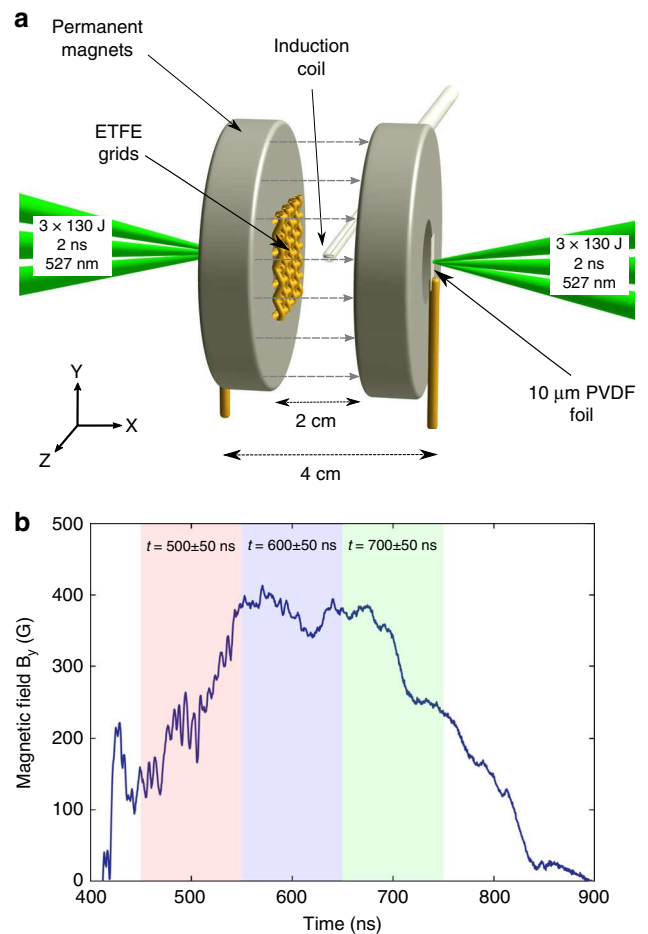 a
Permanent
magnets
Induction
coil
ETFE
grids
3 × 130 J
2 ns
527 nm
3 × 130 J
2 ns
527 nm
10 μm PVDF
foil
Y
X
Z
2 cm
4 cm
b
500
400
300
200
100
0
t = 500±50 ns
t = 600±50 ns
t = 700±50 ns
Magnetic field By (G)
400
500
600
700
800
900
Time (ns)